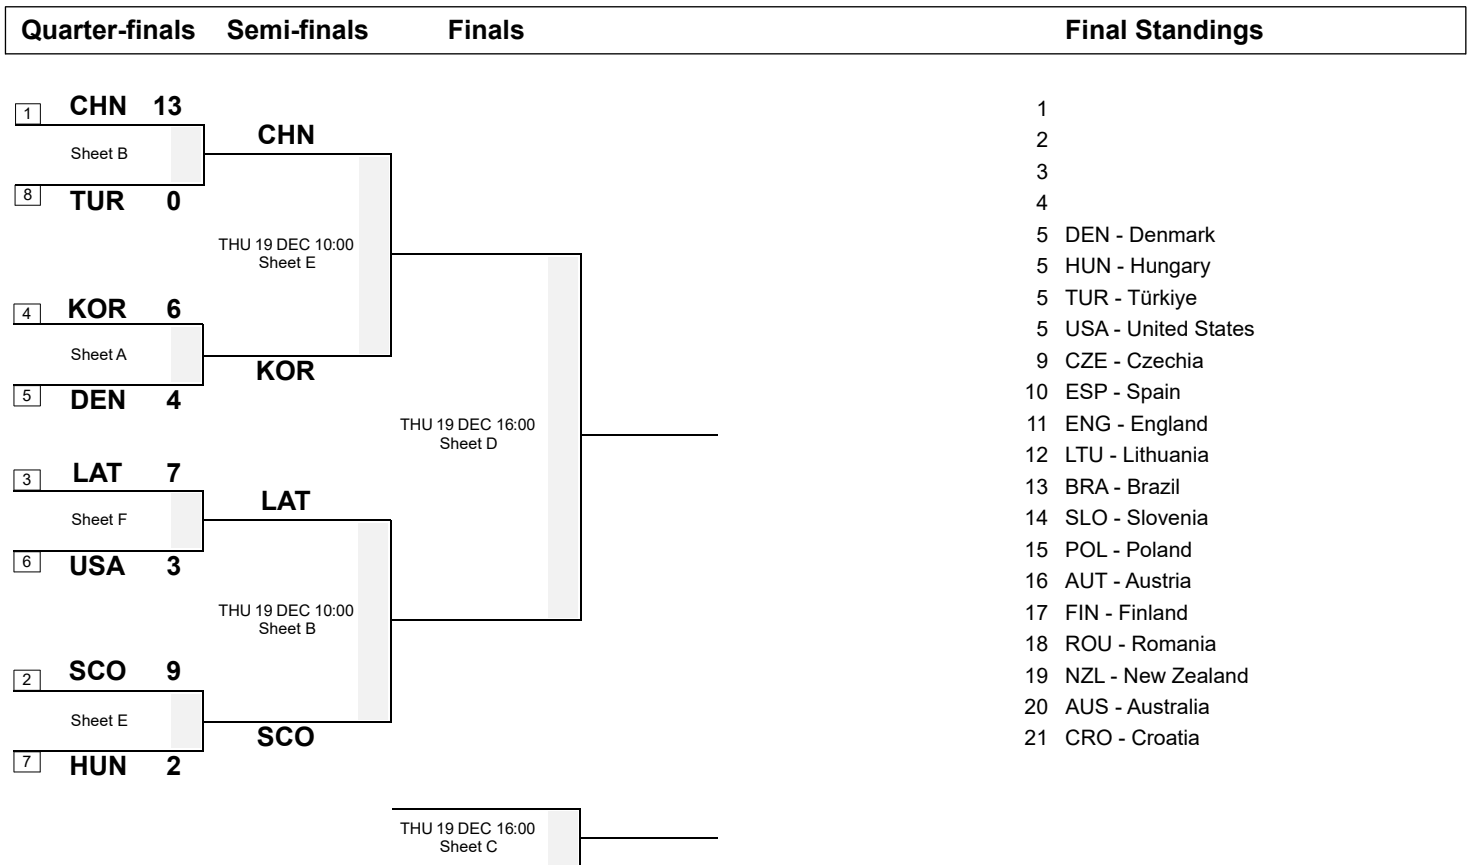 Quarter-finals Semi-finals Finals Final Standings
1 CHN 13
Sheet B
8 TUR 0
CHN
THU 19 DEC 10:00
Sheet E
4 KOR 6
Sheet A
5 DEN 4
KOR
THU 19 DEC 16:00
Sheet D
3 LAT 7
Sheet F
6 USA 3
LAT
THU 19 DEC 10:00
Sheet B
2 SCO 9
Sheet E
7 HUN 2
SCO
THU 19 DEC 16:00
Sheet C
1
2
3
4
5 DEN - Denmark
5 HUN - Hungary
5 TUR - Türkiye
5 USA - United States
9 CZE - Czechia
10 ESP - Spain
11 ENG - England
12 LTU - Lithuania
13 BRA - Brazil
14 SLO - Slovenia
15 POL - Poland
16 AUT - Austria
17 FIN - Finland
18 ROU - Romania
19 NZL - New Zealand
20 AUS - Australia
21 CRO - Croatia